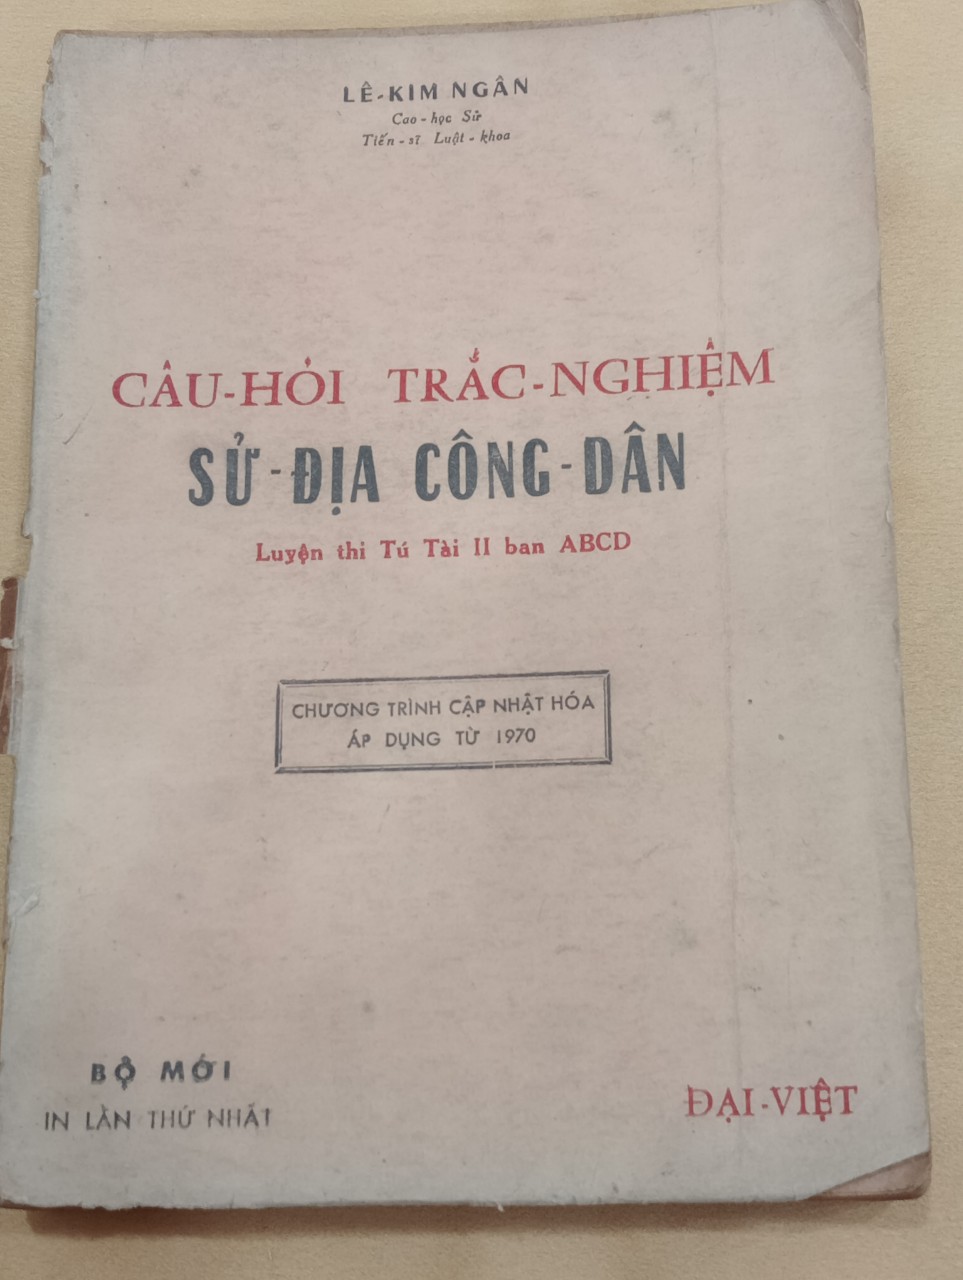 LÊ-KIM NGÂN
Cao-học Sử
Tiến-sĩ Luật-khoa
CÂU-HỎI TRẮC-NGHIỆM
SỬ-ĐỊA CÔNG-DÂN
Luyện thi Tú Tài II ban ABCD
CHƯƠNG TRÌNH CẬP NHẬT HÓA
ÁP DỤNG TỪ 1970
BỘ MỚI
IN LẦN THỨ NHẤT
ĐẠI-VIỆT